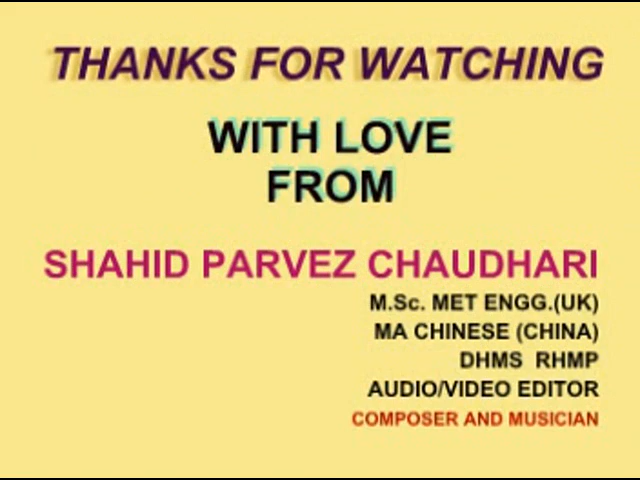 THANKS FOR WATCHING
WITH LOVE
FROM
SHAHID PARVEZ CHAUDHARI
M.Sc. MET ENGG.(UK)
MA CHINESE (CHINA)
DHMS RHMP
AUDIO/VIDEO EDITOR
COMPOSER AND MUSICIAN